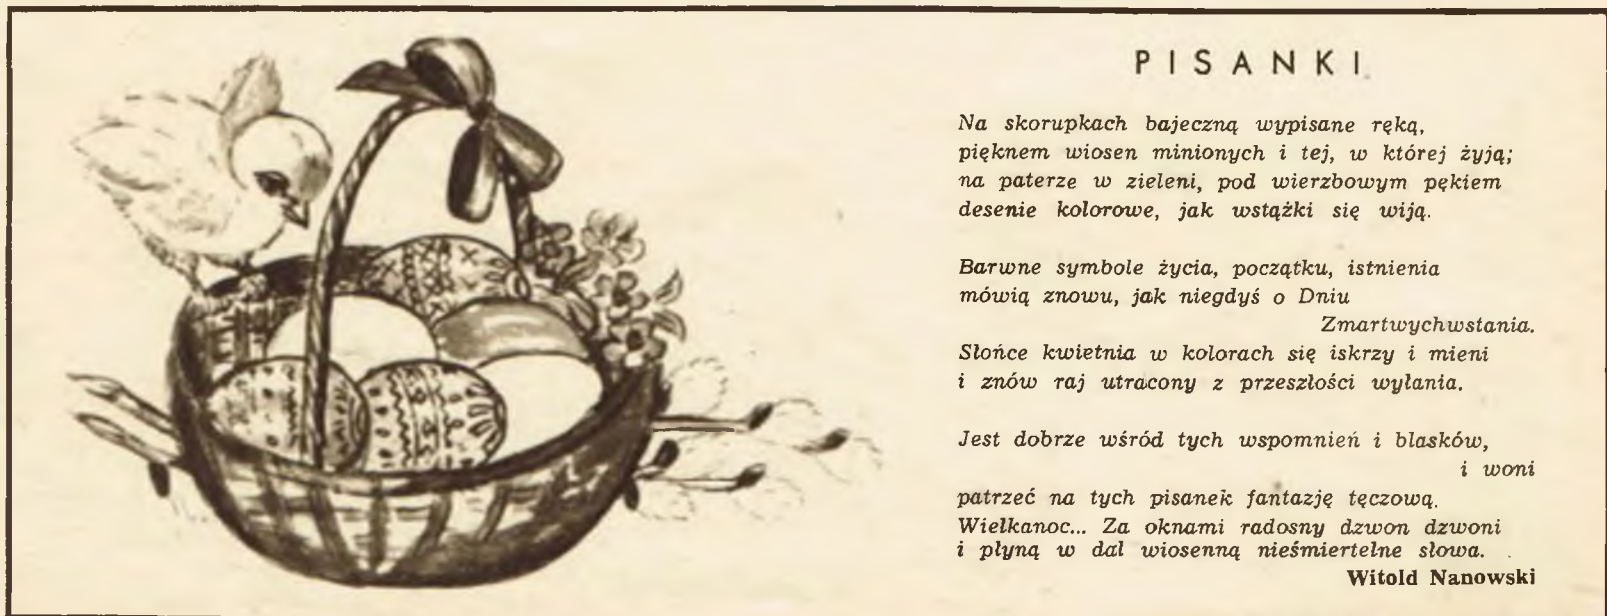 PISANKI
Na skorupkach bajeczną wypisane ręką,
pięknem wiosen minionych i tej, w której żyją;
na paterze w zieleni, pod wierzbowym pękiem
desenie kolorowe, jak wstążki się wiją.
Barwne symbole życia, początku, istnienia
mówią znowu, jak niegdyś o Dniu
Zmartwychwstania.
Słońce kwietnia w kolorach się iskrzy i mieni
i znów raj utracony z przeszłości wyłania.
Jest dobrze wśród tych wspomnień i blasków,
i woni
patrzeć na tych pisanek fantazję tęczową.
Wielkanoc... Za oknami radosny dzwon dzwoni
i płyną w dal wiosenną nieśmiertelne słowa.
Witold Nanowski